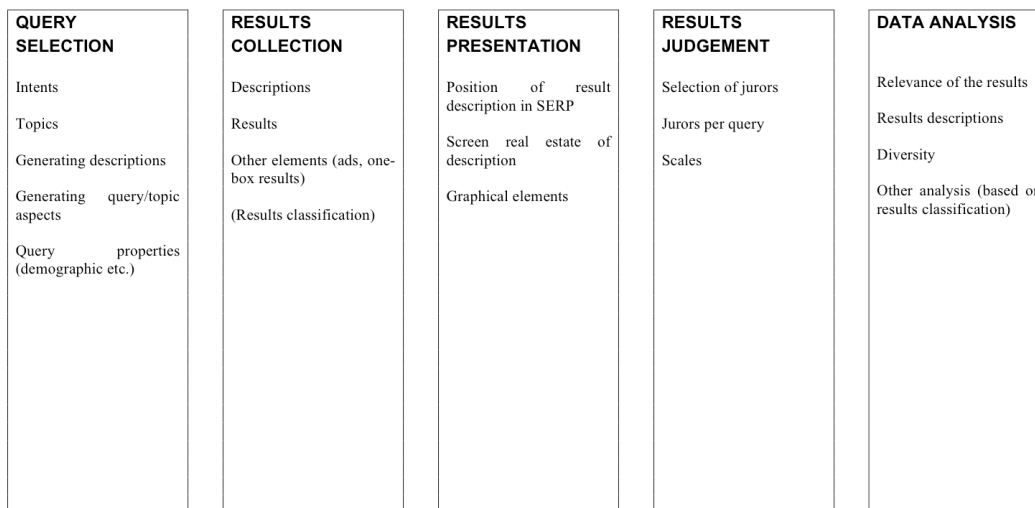 QUERY
SELECTION
Intents
Topics
Generating descriptions
Generating query/topic
aspects
Query properties
(demographic etc.)
RESULTS
COLLECTION
Descriptions
Results
Other elements (ads, one-
box results)
(Results classification)
RESULTS
PRESENTATION
Position of result
description in SERP
Screen real estate of
description
Graphical elements
RESULTS
JUDGEMENT
Selection of jurors
Jurors per query
Scales
DATA ANALYSIS
Relevance of the results
Results descriptions
Diversity
Other analysis (based on
results classification)